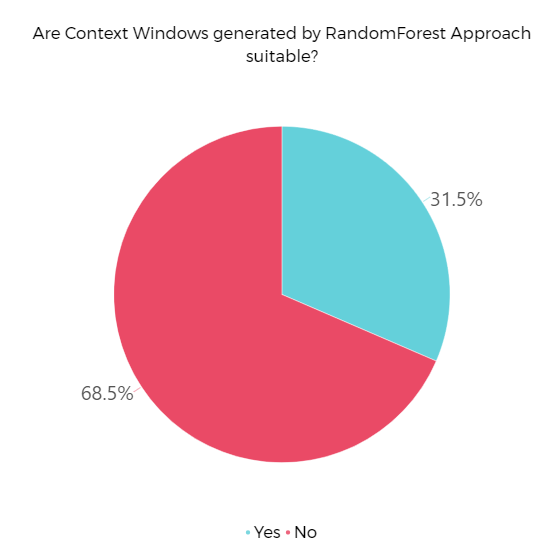 Are Context Windows generated by RandomForest Approach
suitable?
31.5%
68.5%
Yes No